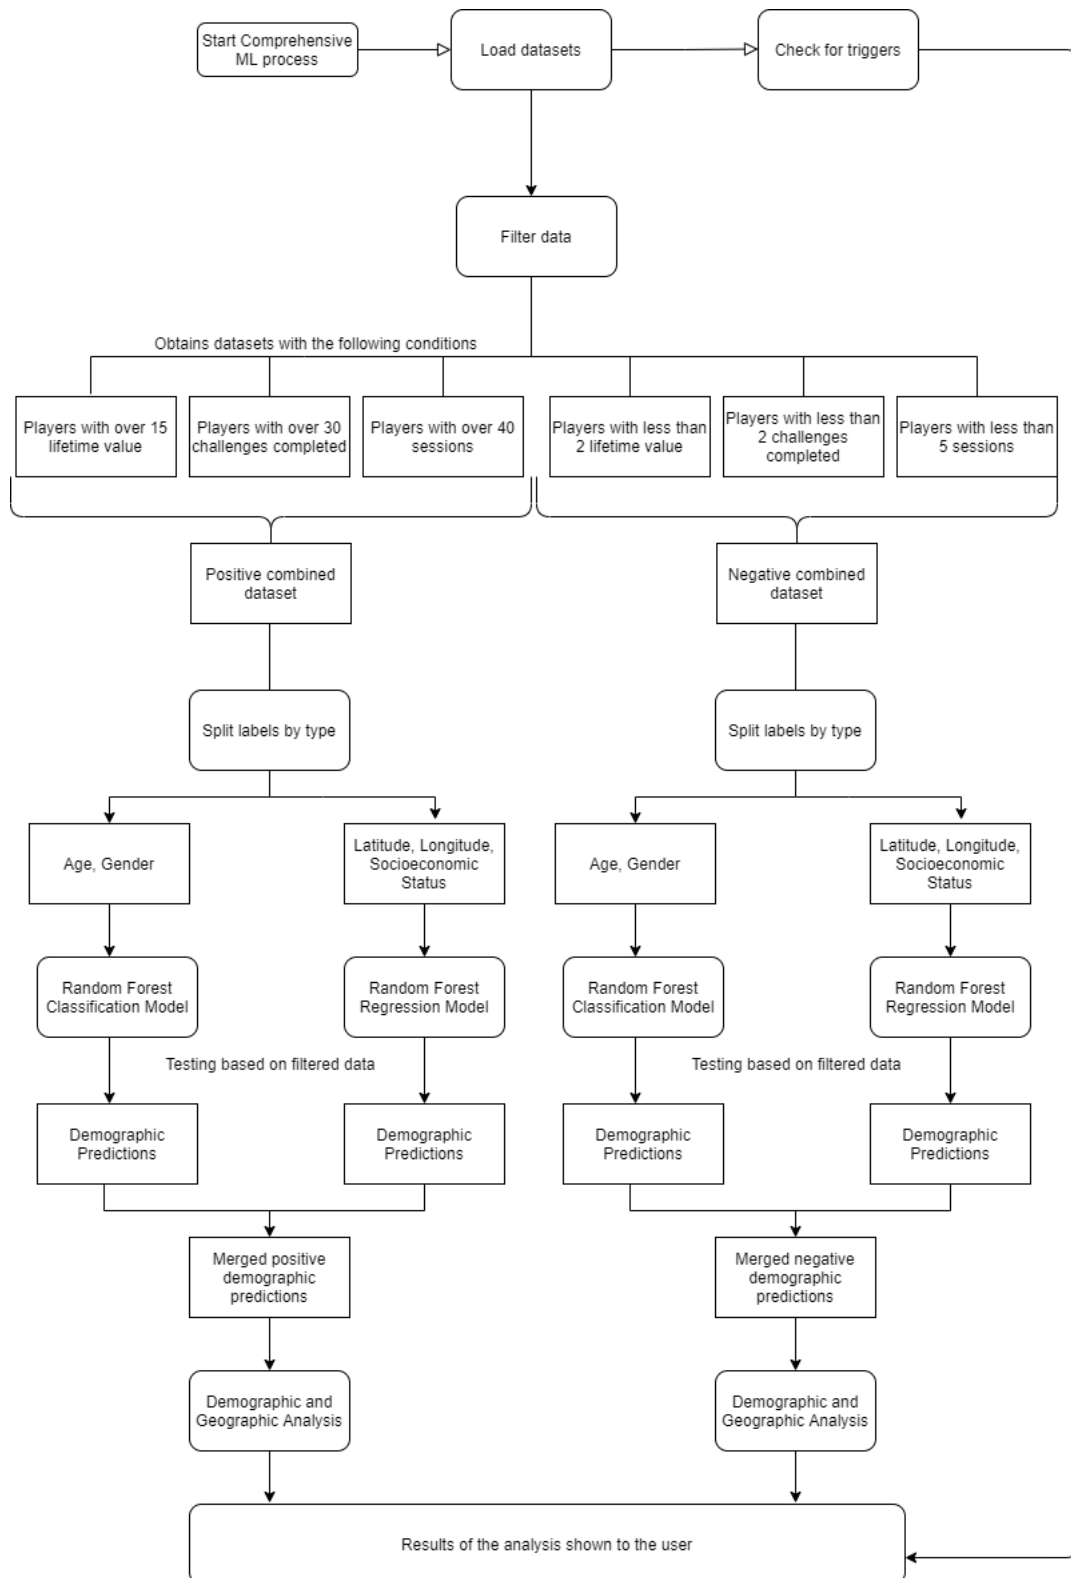 Start Comprehensive
ML process
Load datasets
Check for triggers
Filter data
Obtains datasets with the following conditions
Players with over 15
lifetime value
Players with over 30
challenges completed
Players with over 40
sessions
Players with less than
2 lifetime value
Players with less than
2 challenges
completed
Players with less than
5 sessions
Positive combined
dataset
Negative combined
dataset
Split labels by type
Split labels by type
Age, Gender
Latitude, Longitude,
Socioeconomic
Status
Age, Gender
Latitude, Longitude,
Socioeconomic
Status
Random Forest
Classification Model
Random Forest
Regression Model
Random Forest
Classification Model
Random Forest
Regression Model
Testing based on filtered data
Testing based on filtered data
Demographic
Predictions
Demographic
Predictions
Demographic
Predictions
Demographic
Predictions
Merged positive
demographic
predictions
Merged negative
demographic
predictions
Demographic and
Geographic Analysis
Demographic and
Geographic Analysis
Results of the analysis shown to the user